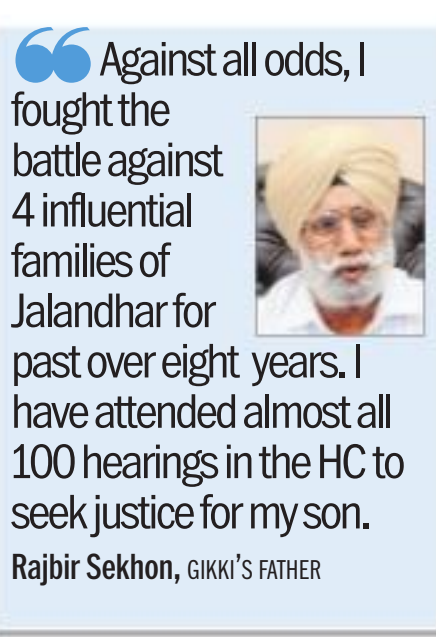 “Against all odds, I
fought the
battle against
4 influential
families of
Jalandhar for
past over eight years. I
have attended almost all
100 hearings in the HC to
seek justice for my son.
Rajbir Sekhon, GIKKI’S FATHER